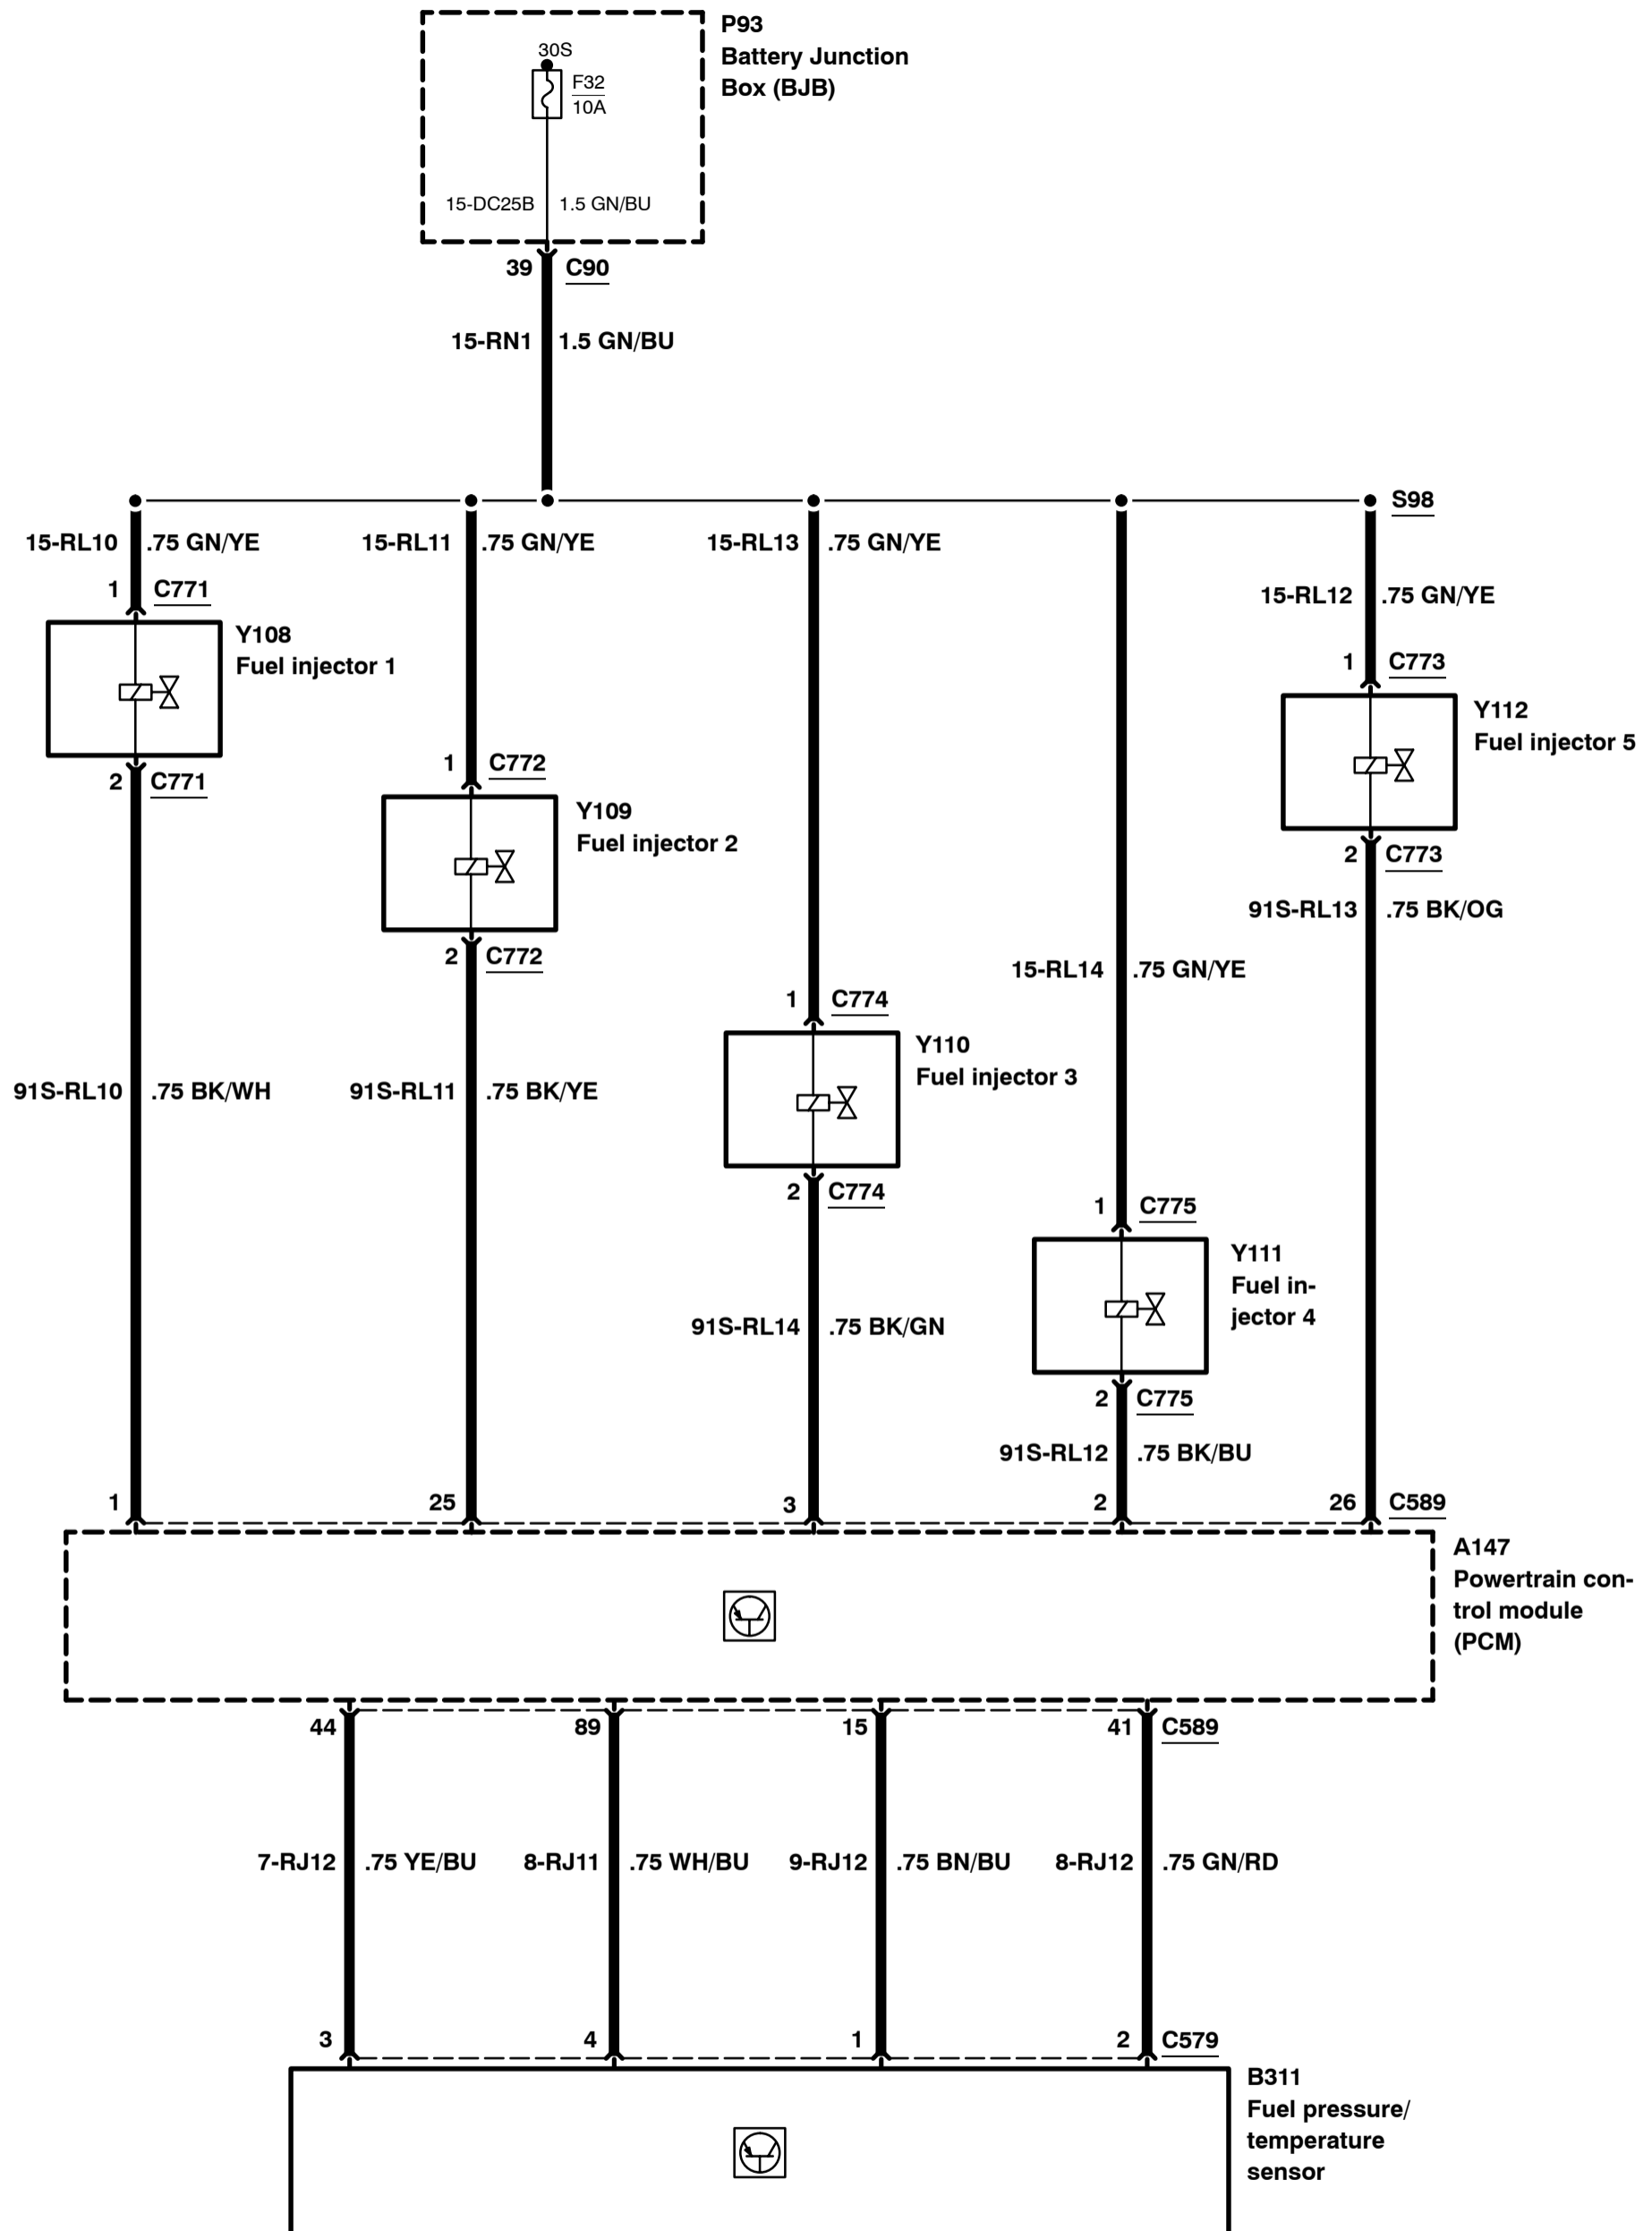 P93
Battery Junction
Box (BJB)
30S
F32
10A
15-DC25B 1.5 GN/BU
39 C90
15-RN1 1.5 GN/BU
S98
15-RL10 .75 GN/YE
15-RL11 .75 GN/YE
15-RL13 .75 GN/YE
1 C771
15-RL12 .75 GN/YE
Y108
Fuel injector 1
1 C773
Y112
Fuel injector 5
2 C771
1 C772
Y109
Fuel injector 2
2 C773
91S-RL13 .75 BK/OG
2 C772
15-RL14 .75 GN/YE
1 C774
Y110
Fuel injector 3
91S-RL10 .75 BK/WH
91S-RL11 .75 BK/YE
2 C774
1 C775
Y111
Fuel in-
jector 4
91S-RL14 .75 BK/GN
2 C775
91S-RL12 .75 BK/BU
1 25 3 2 26 C589
A147
Powertrain con-
trol module
(PCM)
44 89 15 41 C589
7-RJ12 .75 YE/BU 8-RJ11 .75 WH/BU 9-RJ12 .75 BN/BU 8-RJ12 .75 GN/RD
3 4 1 2 C579
B311
Fuel pressure/
temperature
sensor